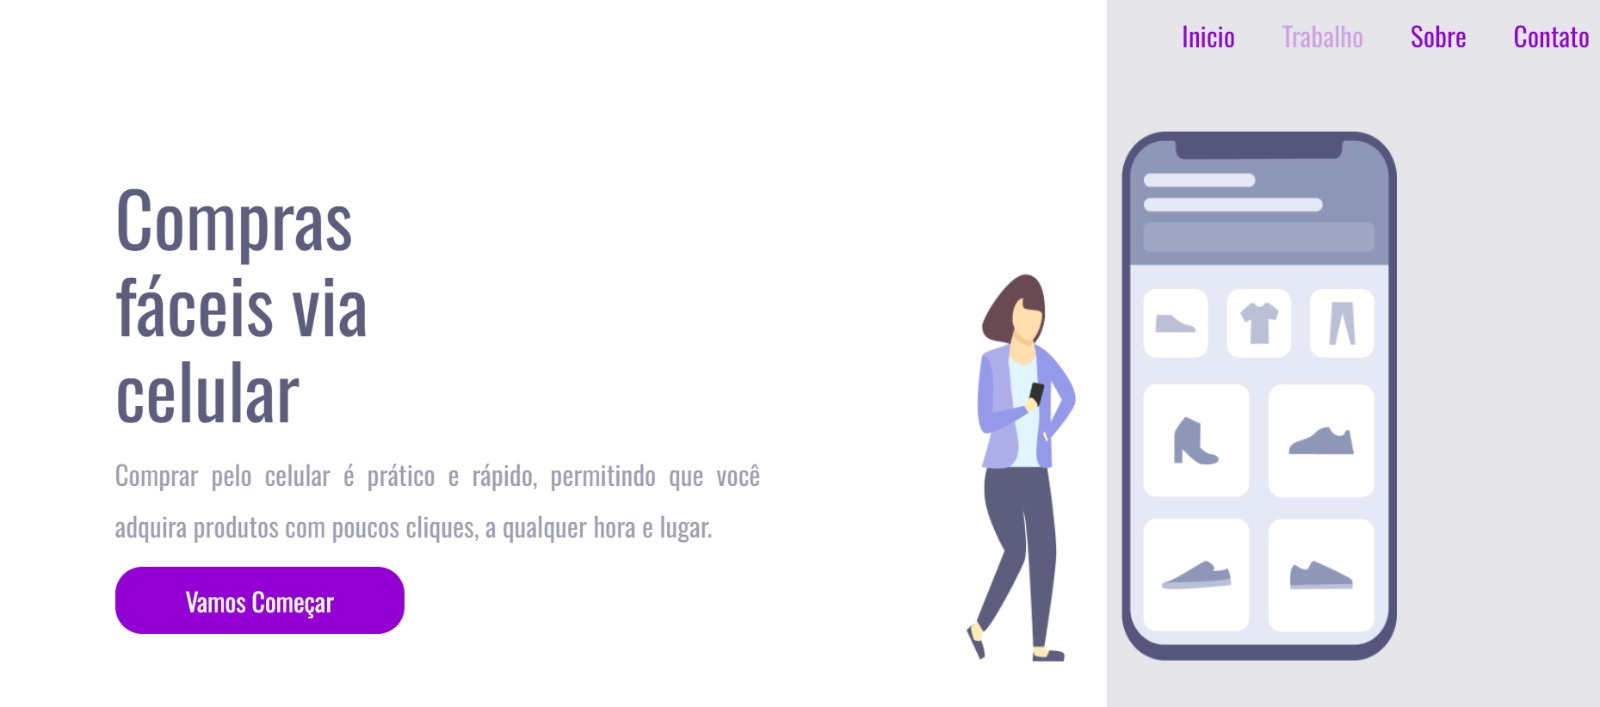 Inicio Trabalho Sobre Contato
Compras
fáceis via
celular
Comprar pelo celular é prático e rápido, permitindo que você
adquira produtos com poucos cliques, a qualquer hora e lugar.
Vamos Começar